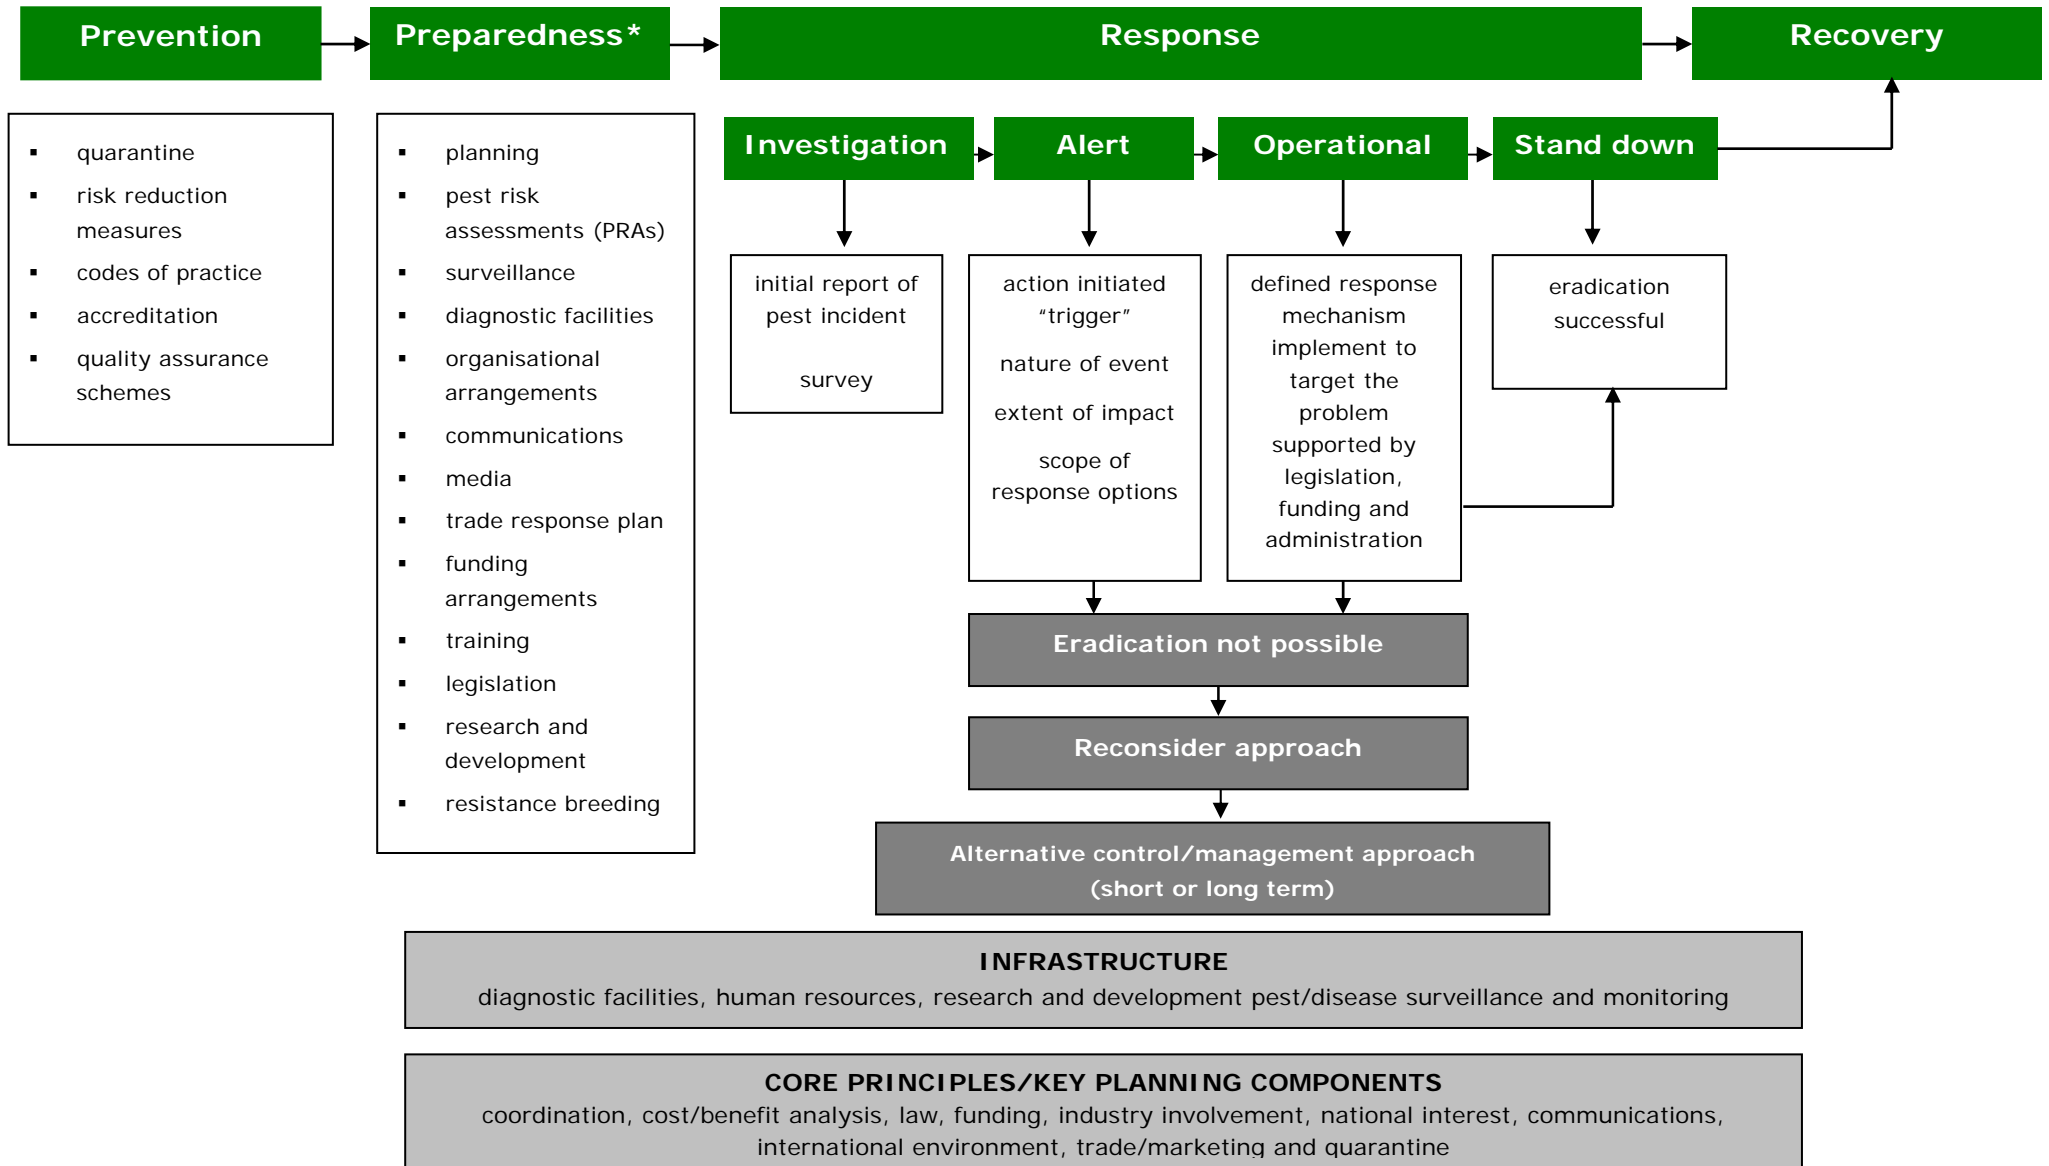 Prevention
Preparedness*
Response
Recovery
▪ quarantine
▪ risk reduction
measures
▪ codes of practice
▪ accreditation
▪ quality assurance
schemes
▪ planning
▪ pest risk
assessments (PRAs)
▪ surveillance
▪ diagnostic facilities
▪ organisational
arrangements
▪ communications
▪ media
▪ trade response plan
▪ funding
arrangements
▪ training
▪ legislation
▪ research and
development
▪ resistance breeding
Investigation
Alert
Operational
Stand down
initial report of
pest incident
survey
action initiated
“trigger”
nature of event
extent of impact
scope of
response options
defined response
mechanism
implement to
target the
problem
supported by
legislation,
funding and
administration
eradication
successful
Eradication not possible
Reconsider approach
Alternative control/management approach
(short or long term)
INFRASTRUCTURE
diagnostic facilities, human resources, research and development pest/disease surveillance and monitoring
CORE PRINCIPLES/KEY PLANNING COMPONENTS
coordination, cost/benefit analysis, law, funding, industry involvement, national interest, communications,
international environment, trade/marketing and quarantine